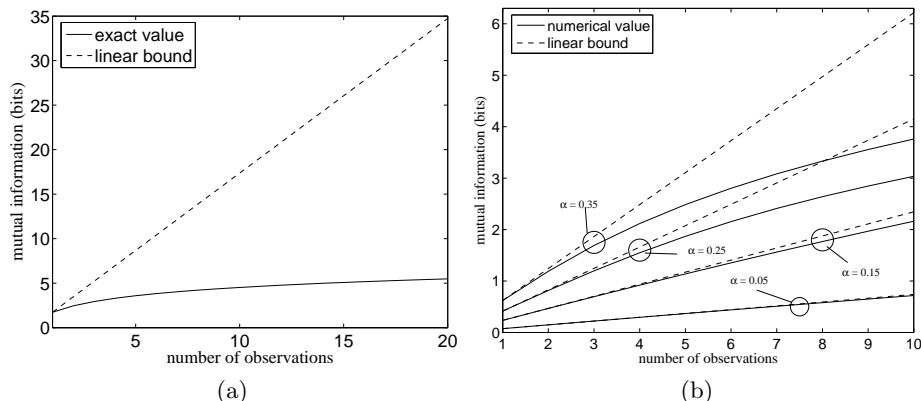 35
30
25
20
15
10
5
0
mutual information (bits)
exact value
linear bound
5
10
15
20
number of observations
(a)
6
5
4
3
2
1
0
mutual information (bits)
numerical value
linear bound
α = 0.35
α = 0.25
α = 0.15
α = 0.05
1
2
3
4
5
6
7
8
9
10
number of observations
(b)